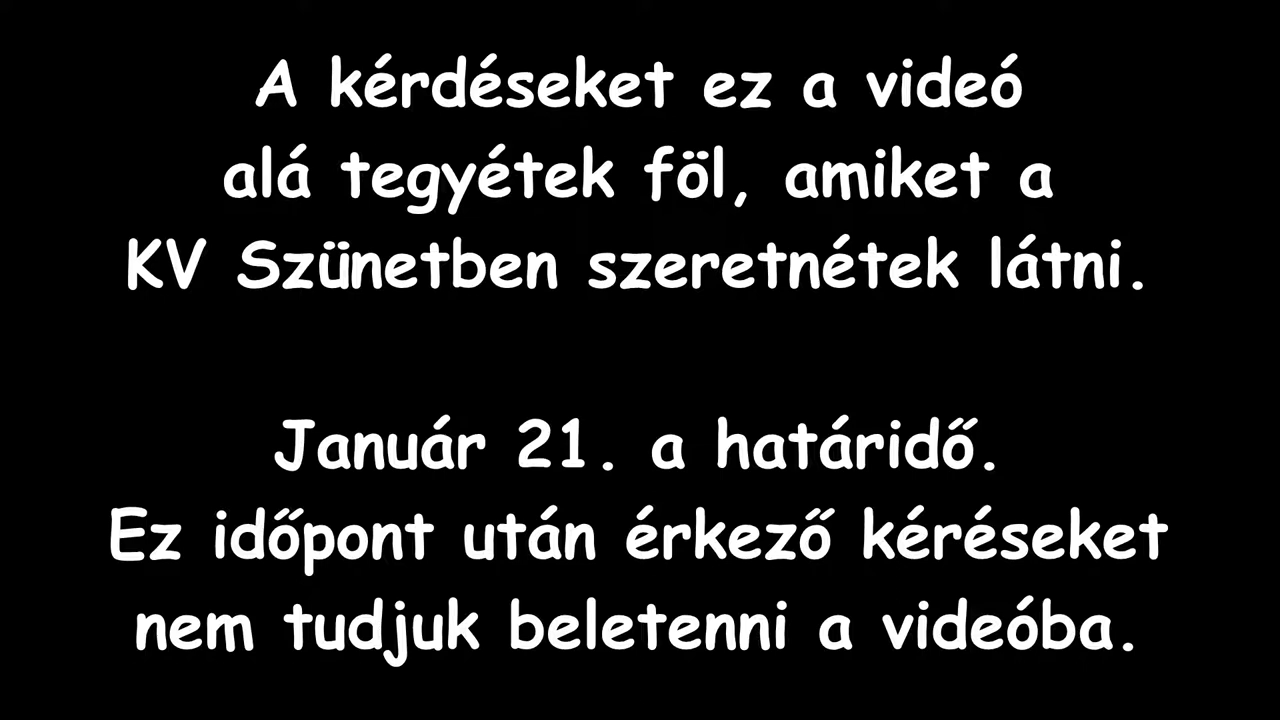 A kérdéseket ez a videó
alá tegyétek föl, amiket a
KV Szünetben szeretnétek látni.
Január 21. a határidő.
Ez időpont után érkező kéréseket
nem tudjuk beletenni a videóba.